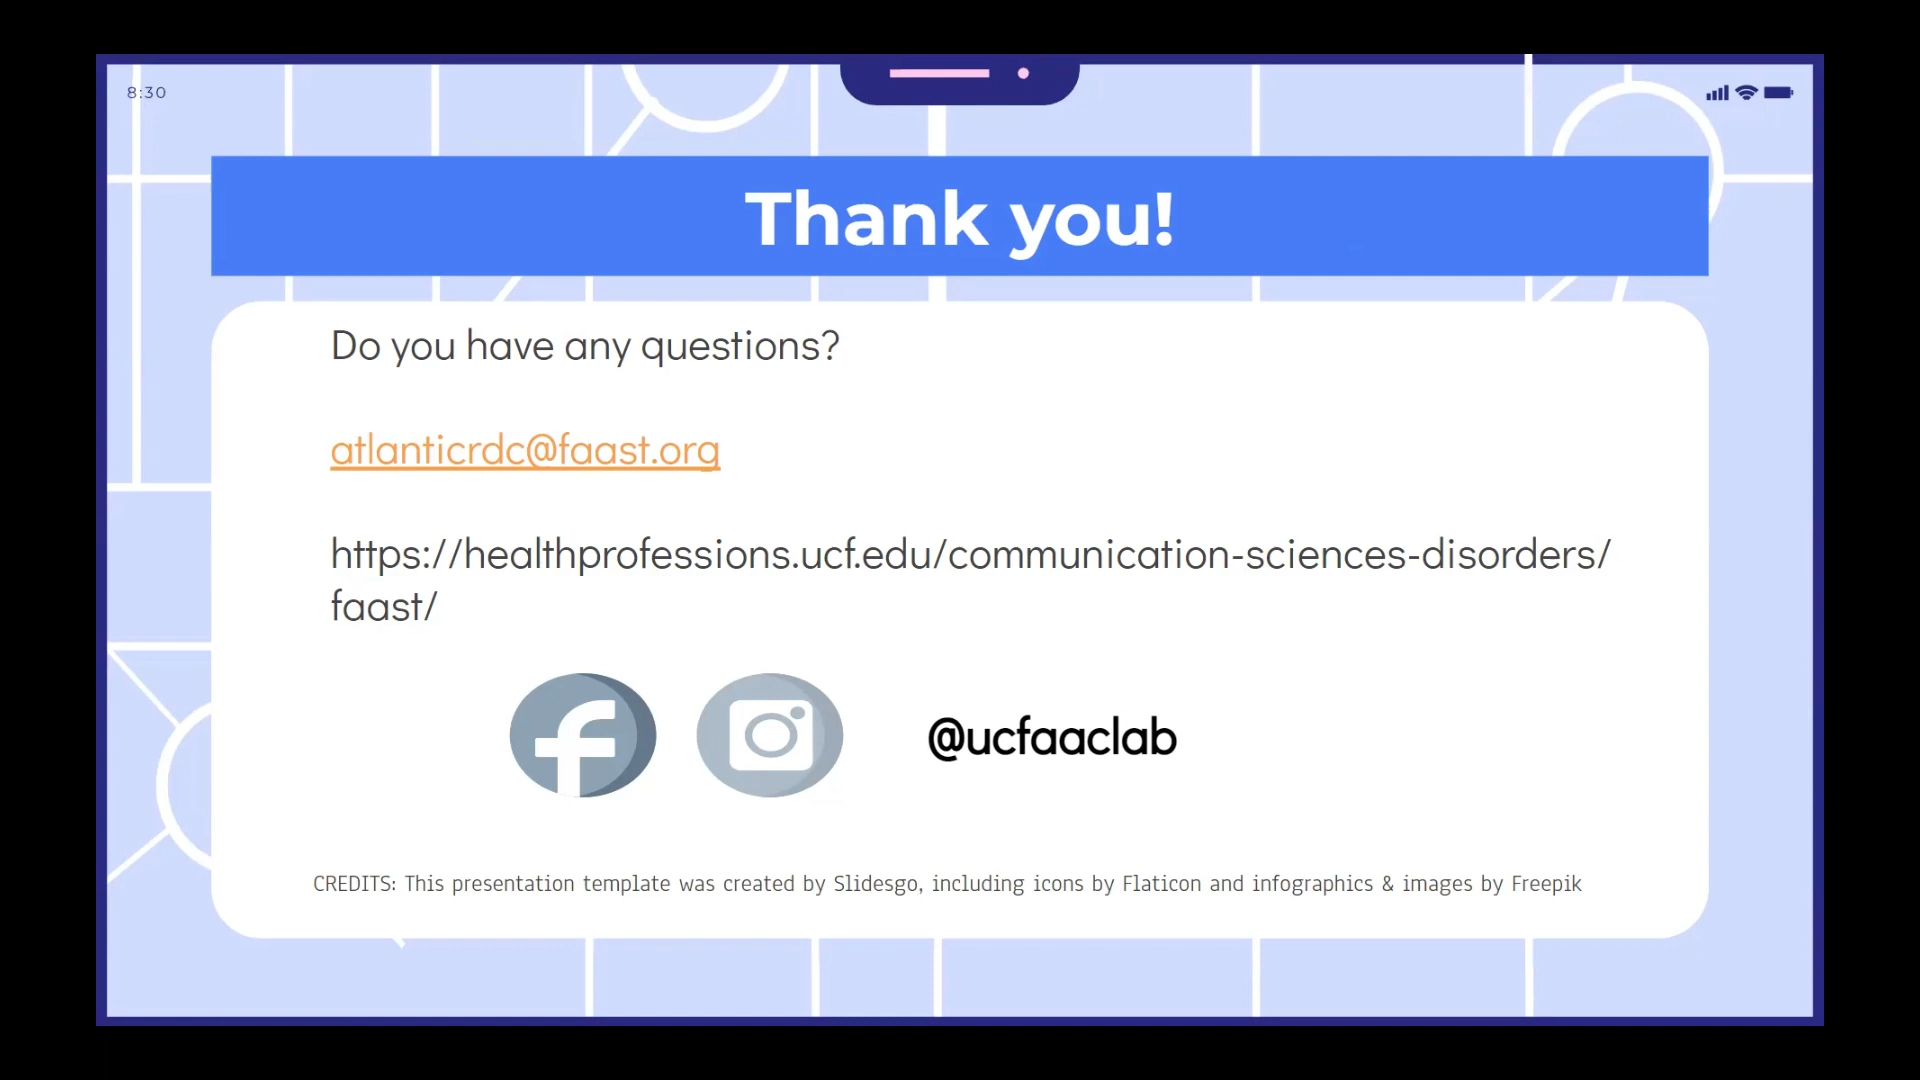 8:30
Thank you!
Do you have any questions?
atlanticrdc@faast.org
https://healthprofessions.ucf.edu/communication-sciences-disorders/
faast/
@ucfaaclab
CREDITS: This presentation template was created by Slidesgo, including icons by Flaticon and infographics & images by Freepik